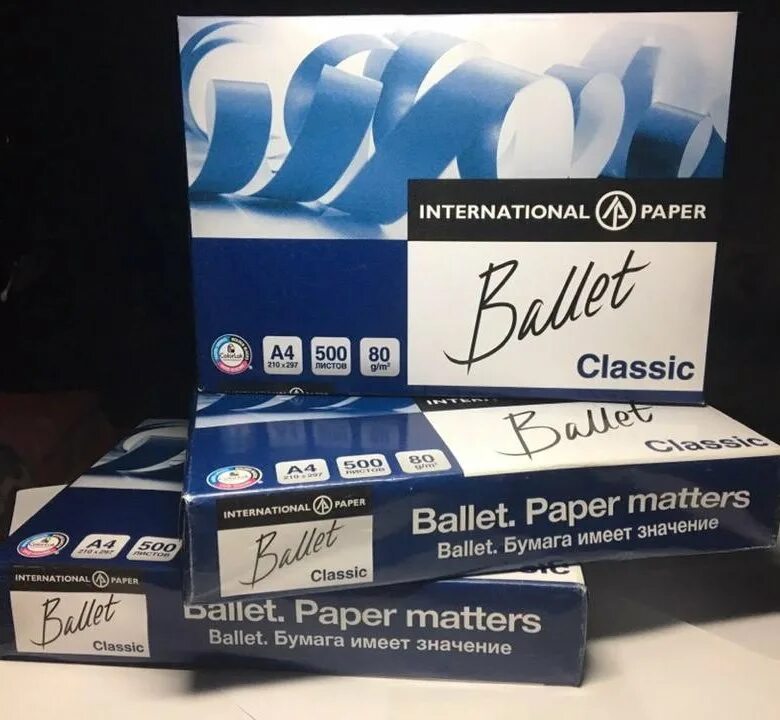 INTERNATIONAL PAPER
Ballet
Classic
ColorLok
A4
210 x 297
500
ЛИСТОВ
80
g/m²
Ballet
Classic
A4
210 x 297
500
ЛИСТОВ
80
g/m²
INTERNATIONAL PAPER
Ballet
Classic
Ballet. Paper matters
Ballet. Бумага имеет значение
A4
210 x 297
500
ЛИСТОВ
INTERNATIONAL PAPER
Ballet
Classic
Ballet. Paper matters
Ballet. Бумага имеет значение